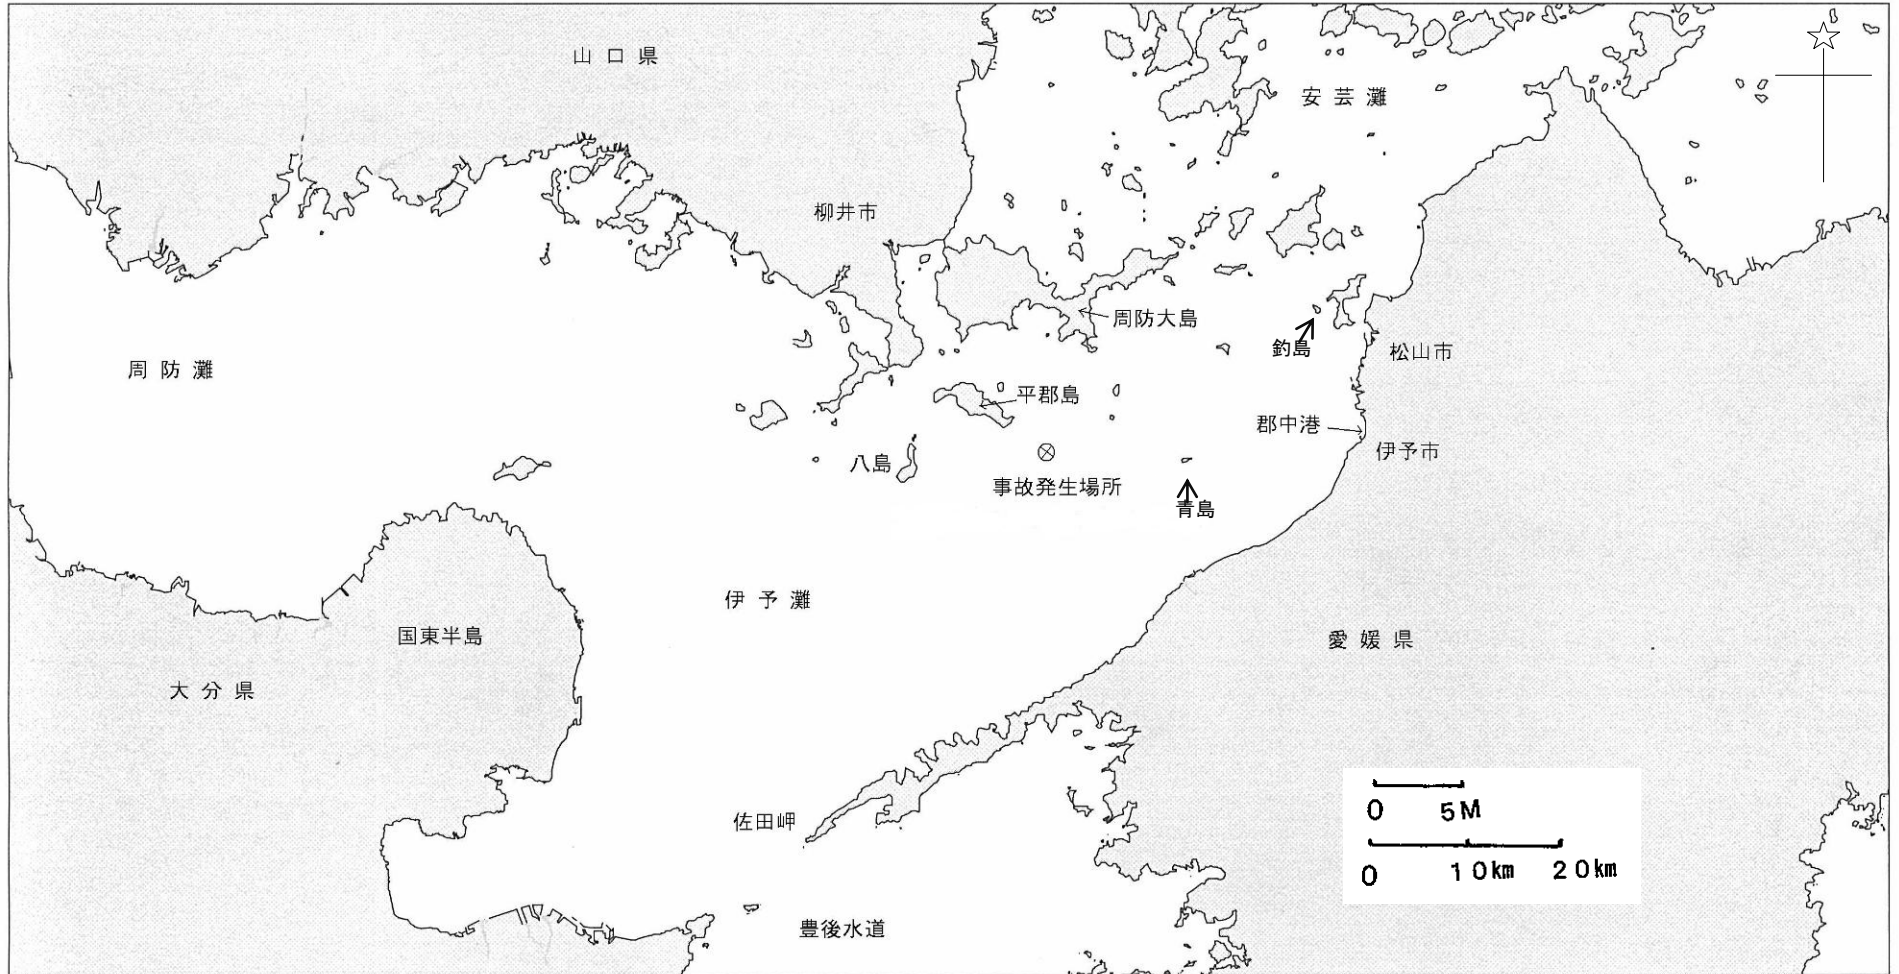 山口県
安芸灘
柳井市
周防大島
釣島
松山市
周防灘
平郡島
郡中港
伊予市
八島
事故発生場所
青島
伊予灘
国東半島
愛媛県
大分県
佐田岬
0 5M
0 10㎞ 20㎞
豊後水道